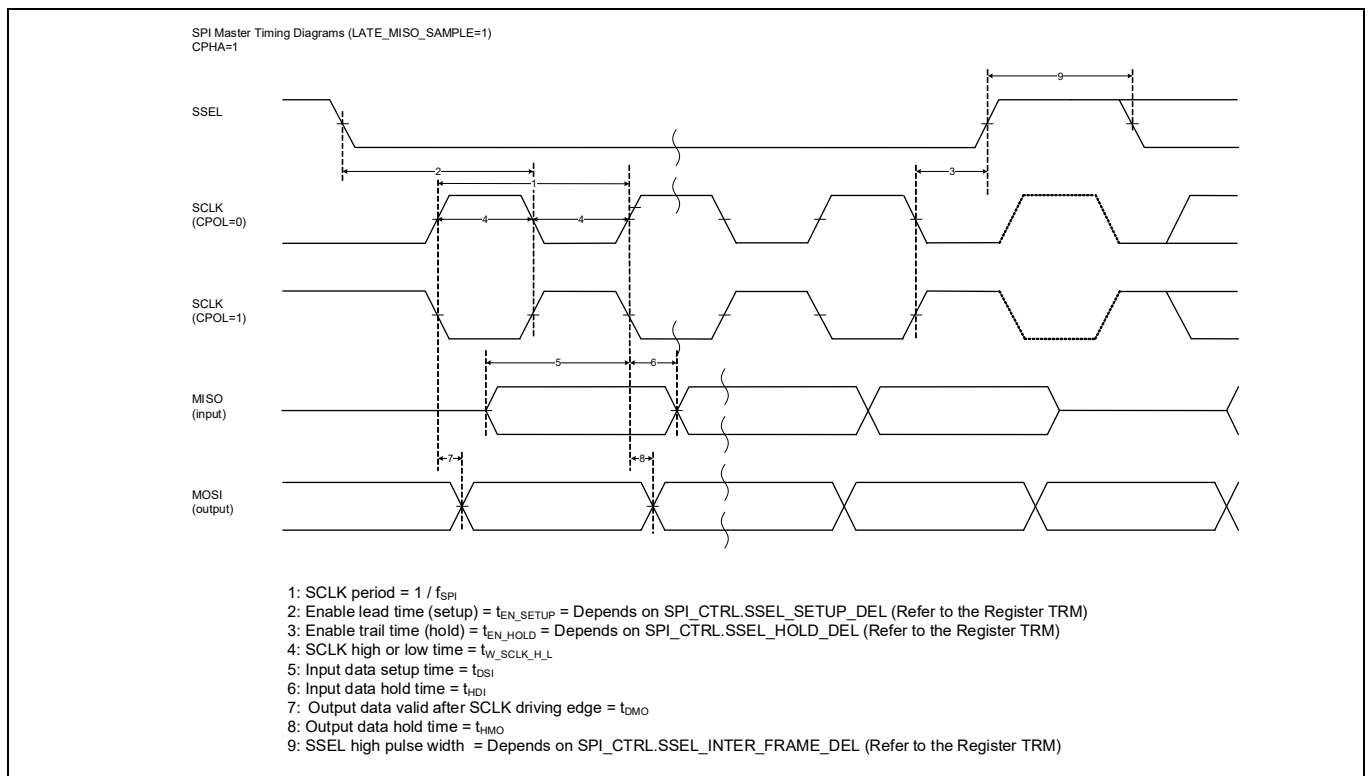 SPI Master Timing Diagrams (LATE_MISO_SAMPLE=1)
CPHA=1
9
SSEL
2
3
1
SCLK
(CPOL=0)
4
4
SCLK
(CPOL=1)
5
6
MISO
(input)
7
8
MOSI
(output)
1: SCLK period = 1 / fSPI
2: Enable lead time (setup) = tEN_SETUP = Depends on SPI_CTRL.SSEL_SETUP_DEL (Refer to the Register TRM)
3: Enable trail time (hold) = tEN_HOLD = Depends on SPI_CTRL.SSEL_HOLD_DEL (Refer to the Register TRM)
4: SCLK high or low time = tW_SCLK_H_L
5: Input data setup time = tDSI
6: Input data hold time = tHDI
7: Output data valid after SCLK driving edge = tDMO
8: Output data hold time = tHMO
9: SSEL high pulse width = Depends on SPI_CTRL.SSEL_INTER_FRAME_DEL (Refer to the Register TRM)